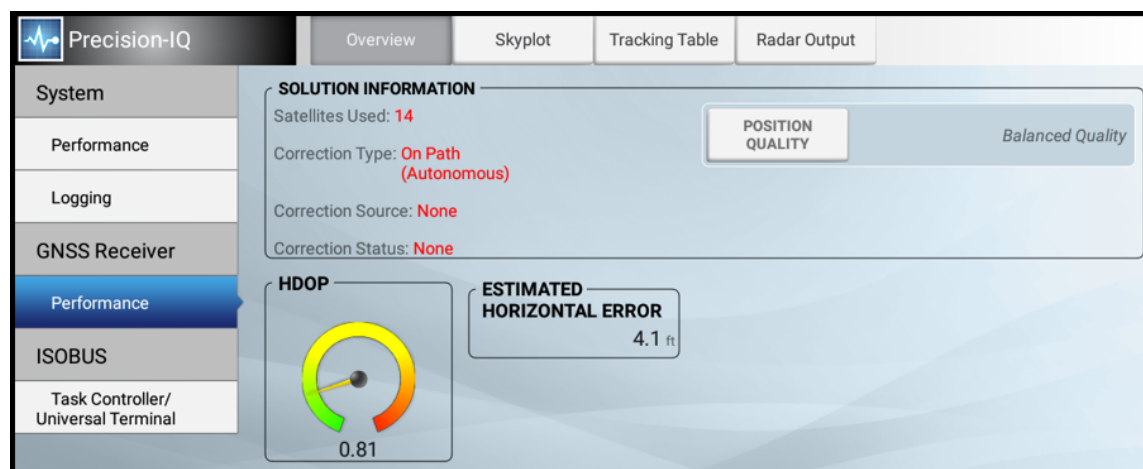 Precision-IQ
Overview
Skyplot
Tracking Table
Radar Output
System
Performance
Logging
GNSS Receiver
Performance
ISOBUS
Task Controller/
Universal Terminal
SOLUTION INFORMATION
Satellites Used: 14
Correction Type: On Path
(Autonomous)
Correction Source: None
Correction Status: None
POSITION
QUALITY
Balanced Quality
HDOP
0.81
ESTIMATED
HORIZONTAL ERROR
4.1 ft